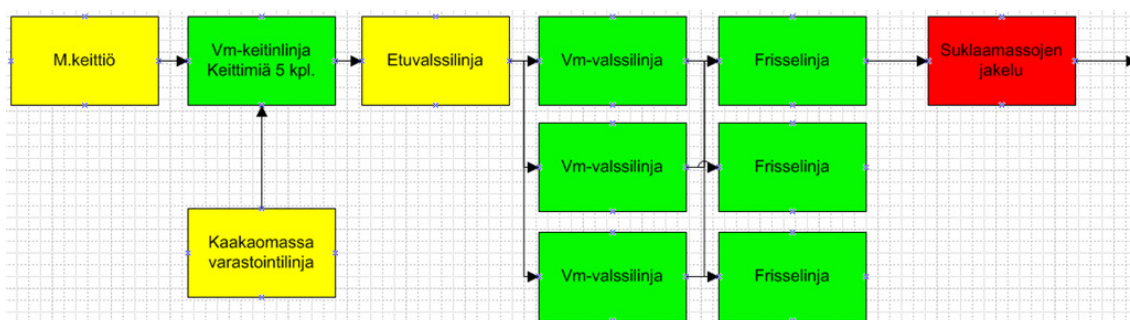 M.keittiö
Vm-keitinlinja
Keittimiä 5 kpl.
Etuvalssilinja
Vm-valssilinja
Frisselinja
Suklaamassojen
jakelu
Vm-valssilinja
Frisselinja
Kaakaomassa
varastointilinja
Vm-valssilinja
Frisselinja